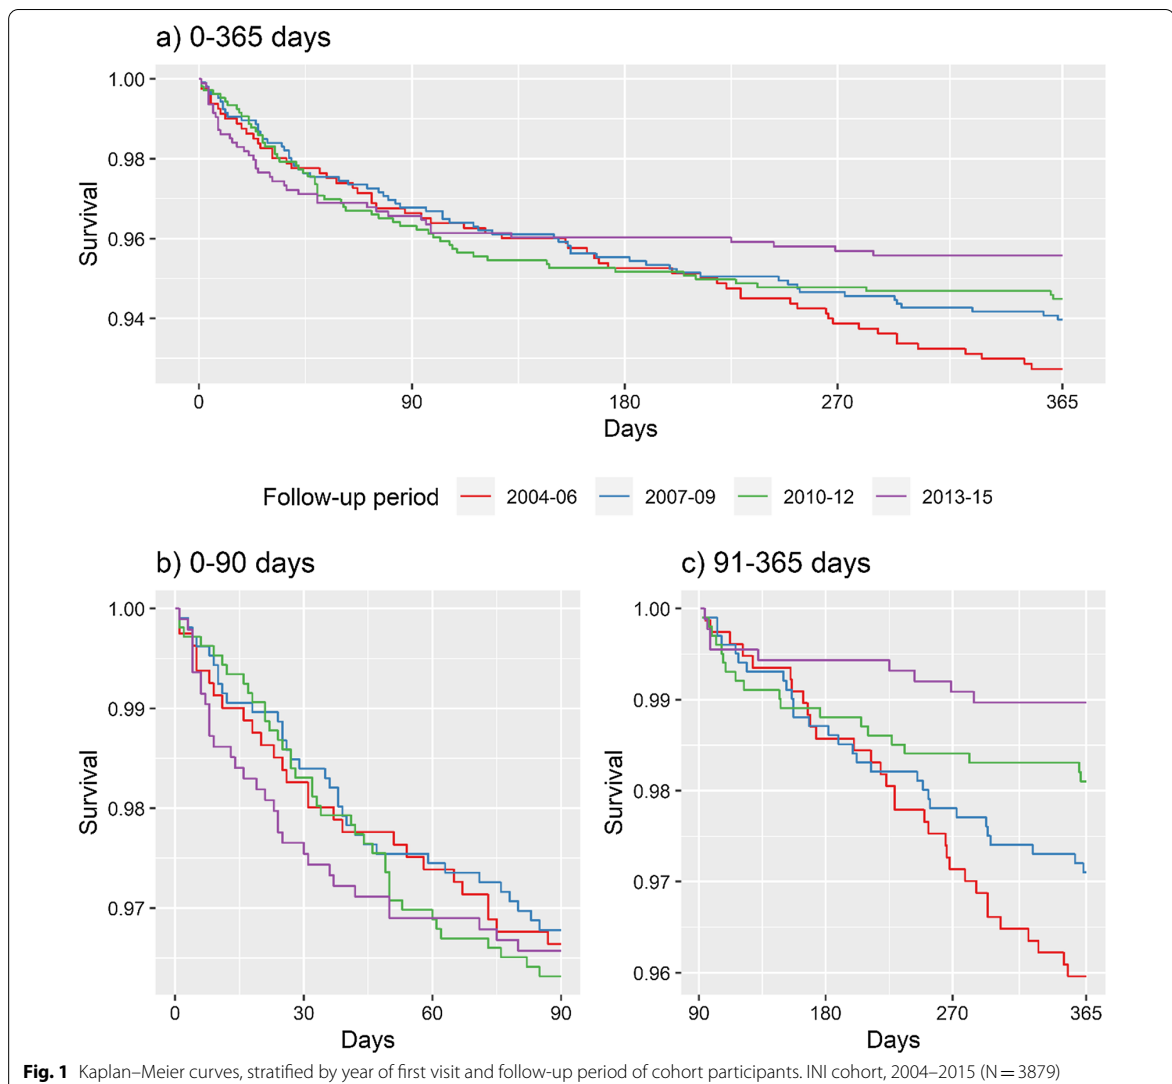 a) 0-365 days
1.00
0.98
0.96
0.94
Survival
0 90 180 270 365
Days
Follow-up period 2004-06 2007-09 2010-12 2013-15
b) 0-90 days
1.00
0.99
0.98
0.97
Survival
0 30 60 90
Days
c) 91-365 days
1.00
0.99
0.98
0.97
0.96
Survival
90 180 270 365
Days
Fig. 1 Kaplan–Meier curves, stratified by year of first visit and follow-up period of cohort participants. INI cohort, 2004–2015 (N = 3879)